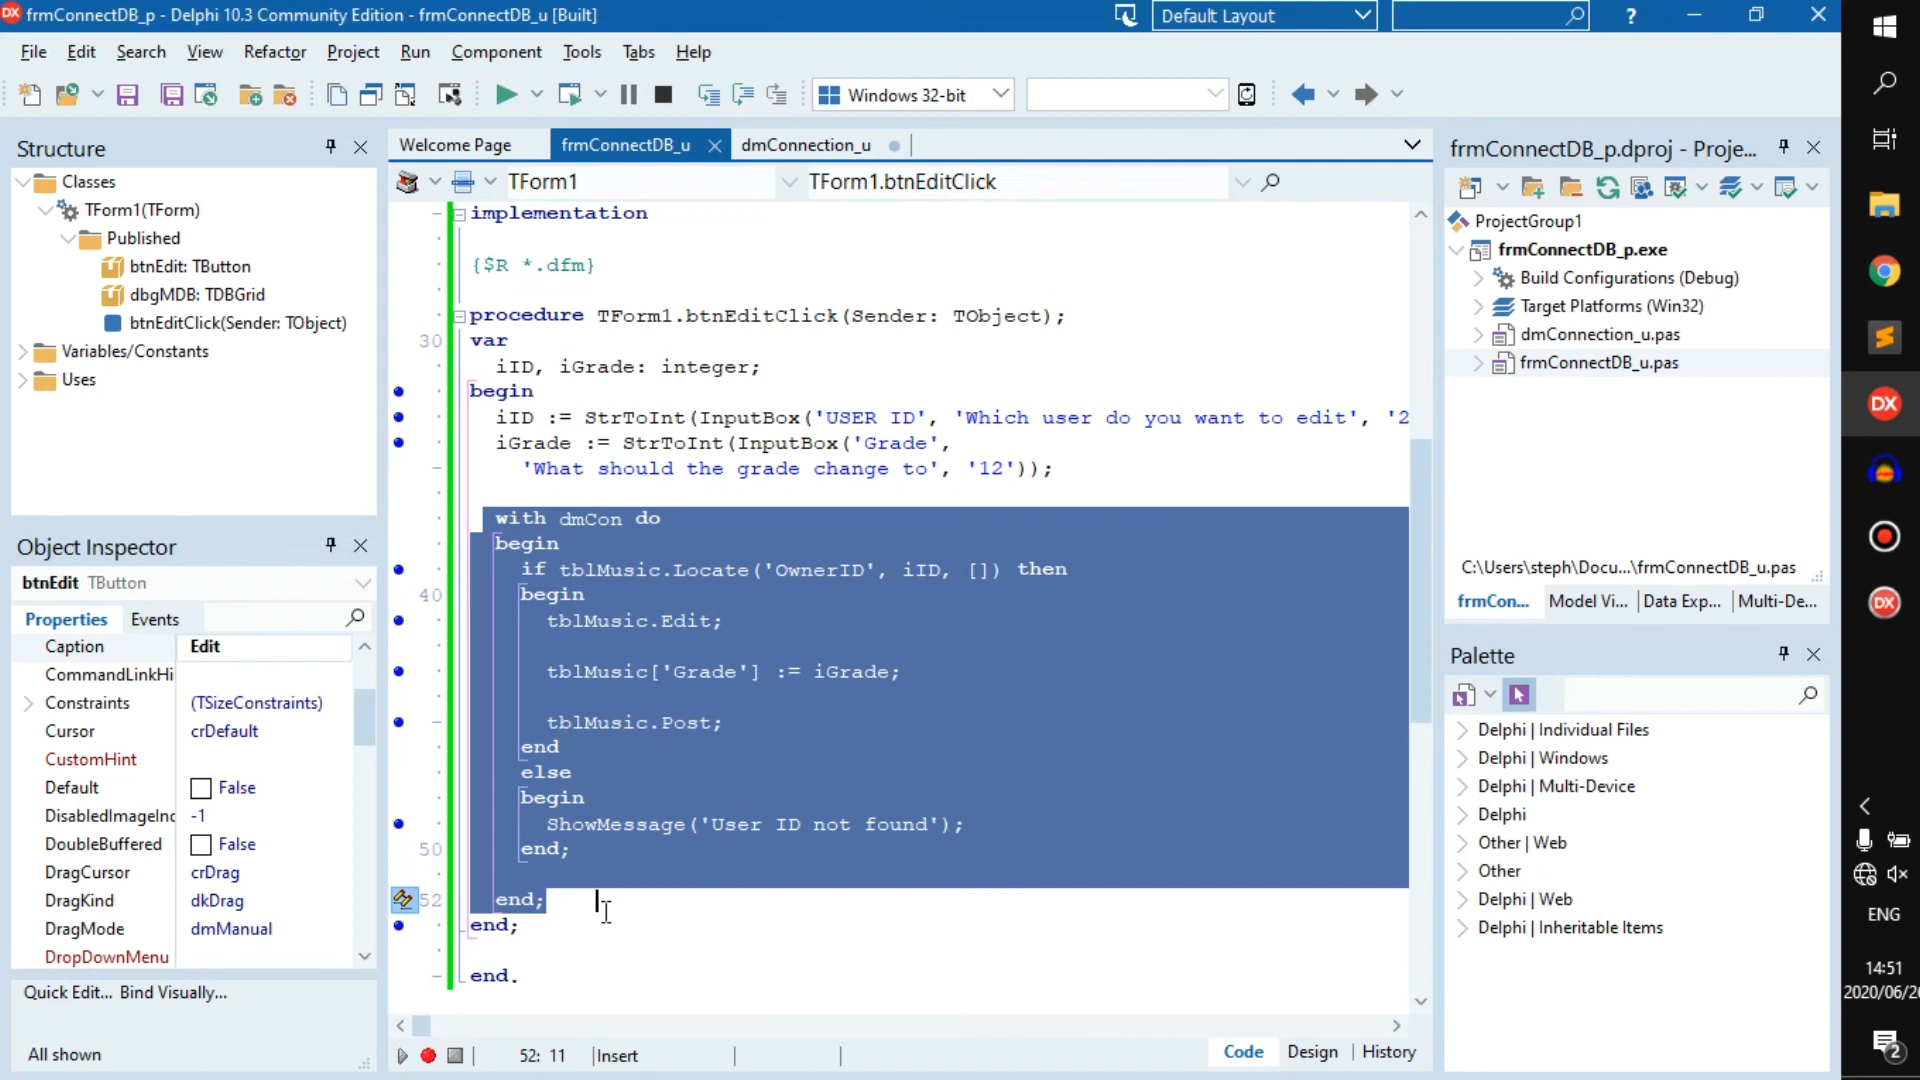 DX frmConnectDB_p - Delphi 10.3 Community Edition - frmConnectDB_u [Built]
Default Layout
?
File Edit Search View Refactor Project Run Component Tools Tabs Help
Windows 32-bit
Structure
Classes
TForm1(TForm)
Published
btnEdit: TButton
dbgMDB: TDBGrid
btnEditClick(Sender: TObject)
Variables/Constants
Uses
Object Inspector
btnEdit TButton
Properties Events
Caption Edit
CommandLinkHi
Constraints (TSizeConstraints)
Cursor crDefault
CustomHint
Default False
DisabledImageInd -1
DoubleBuffered False
DragCursor crDrag
DragKind dkDrag
DragMode dmManual
DropDownMenu
Quick Edit... Bind Visually...
All shown
Welcome Page frmConnectDB_u dmConnection_u
TForm1 TForm1.btnEditClick
implementation
{$R *.dfm}
procedure TForm1.btnEditClick(Sender: TObject);
30 var
iID, iGrade: integer;
begin
iID := StrToInt(InputBox('USER ID', 'Which user do you want to edit', '2
iGrade := StrToInt(InputBox('Grade',
'What should the grade change to', '12'));
with dmCon do
begin
if tblMusic.Locate('OwnerID', iID, []) then
40 begin
tblMusic.Edit;
tblMusic['Grade'] := iGrade;
tblMusic.Post;
end
else
begin
ShowMessage('User ID not found');
50 end;
52 end;
end;
end.
52: 11 Insert
Code Design History
frmConnectDB_p.dproj - Proje...
ProjectGroup1
frmConnectDB_p.exe
Build Configurations (Debug)
Target Platforms (Win32)
dmConnection_u.pas
frmConnectDB_u.pas
C:\Users\steph\Docu...\frmConnectDB_u.pas
frmCon... Model Vi... Data Exp... Multi-De...
Palette
Delphi | Individual Files
Delphi | Windows
Delphi | Multi-Device
Delphi
Other | Web
Other
Delphi | Web
Delphi | Inheritable Items
DX
DX
ENG
14:51
2020/06/26
2